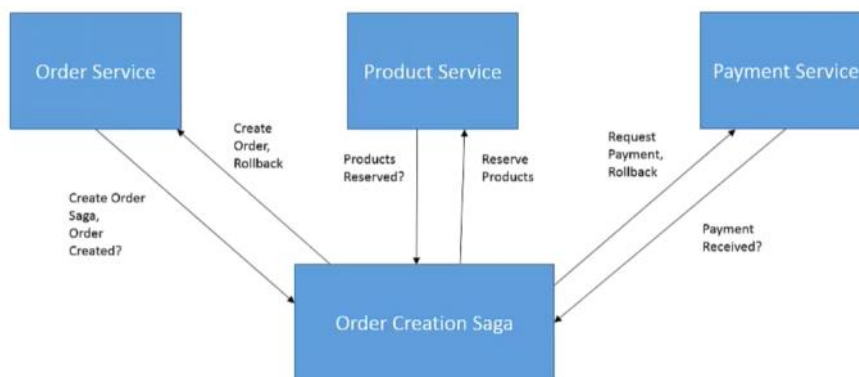 Order Service
Product Service
Payment Service
Create
Order,
Rollback
Products
Reserved?
Reserve
Products
Request
Payment,
Rollback
Create Order
Saga,
Order
Created?
Payment
Received?
Order Creation Saga